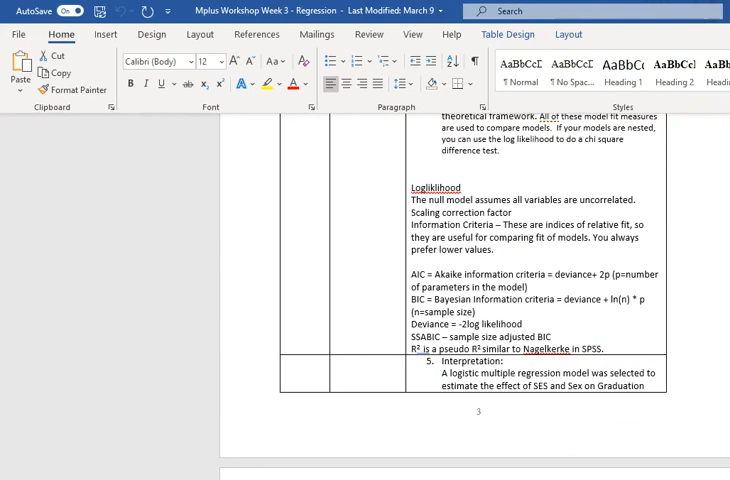 AutoSave On Mplus Workshop Week 3 - Regression - Last Modified: March 9 Search
File Home Insert Design Layout References Mailings Review View Help Table Design Layout
Paste Cut Copy Format Painter
Calibri (Body) 12 A A Aa A
B I U ab x₂ x² A A
AaBbCcD AaBbCcD AaBbCc AaBbCcI AaBb
¶ Normal ¶ No Spac... Heading 1 Heading 2 Headi
Clipboard Font Paragraph Styles
theoretical framework. All of these model fit measures
are used to compare models. If your models are nested,
you can use the log likelihood to do a chi square
difference test.
Logliklihood
The null model assumes all variables are uncorrelated.
Scaling correction factor
Information Criteria – These are indices of relative fit, so
they are useful for comparing fit of models. You always
prefer lower values.
AIC = Akaike information criteria = deviance+ 2p (p=number
of parameters in the model)
BIC = Bayesian Information criteria = deviance + ln(n) * p
(n=sample size)
Deviance = -2log likelihood
SSABIC – sample size adjusted BIC
R² is a pseudo R² similar to Nagelkerke in SPSS.
5. Interpretation:
A logistic multiple regression model was selected to
estimate the effect of SES and Sex on Graduation
3